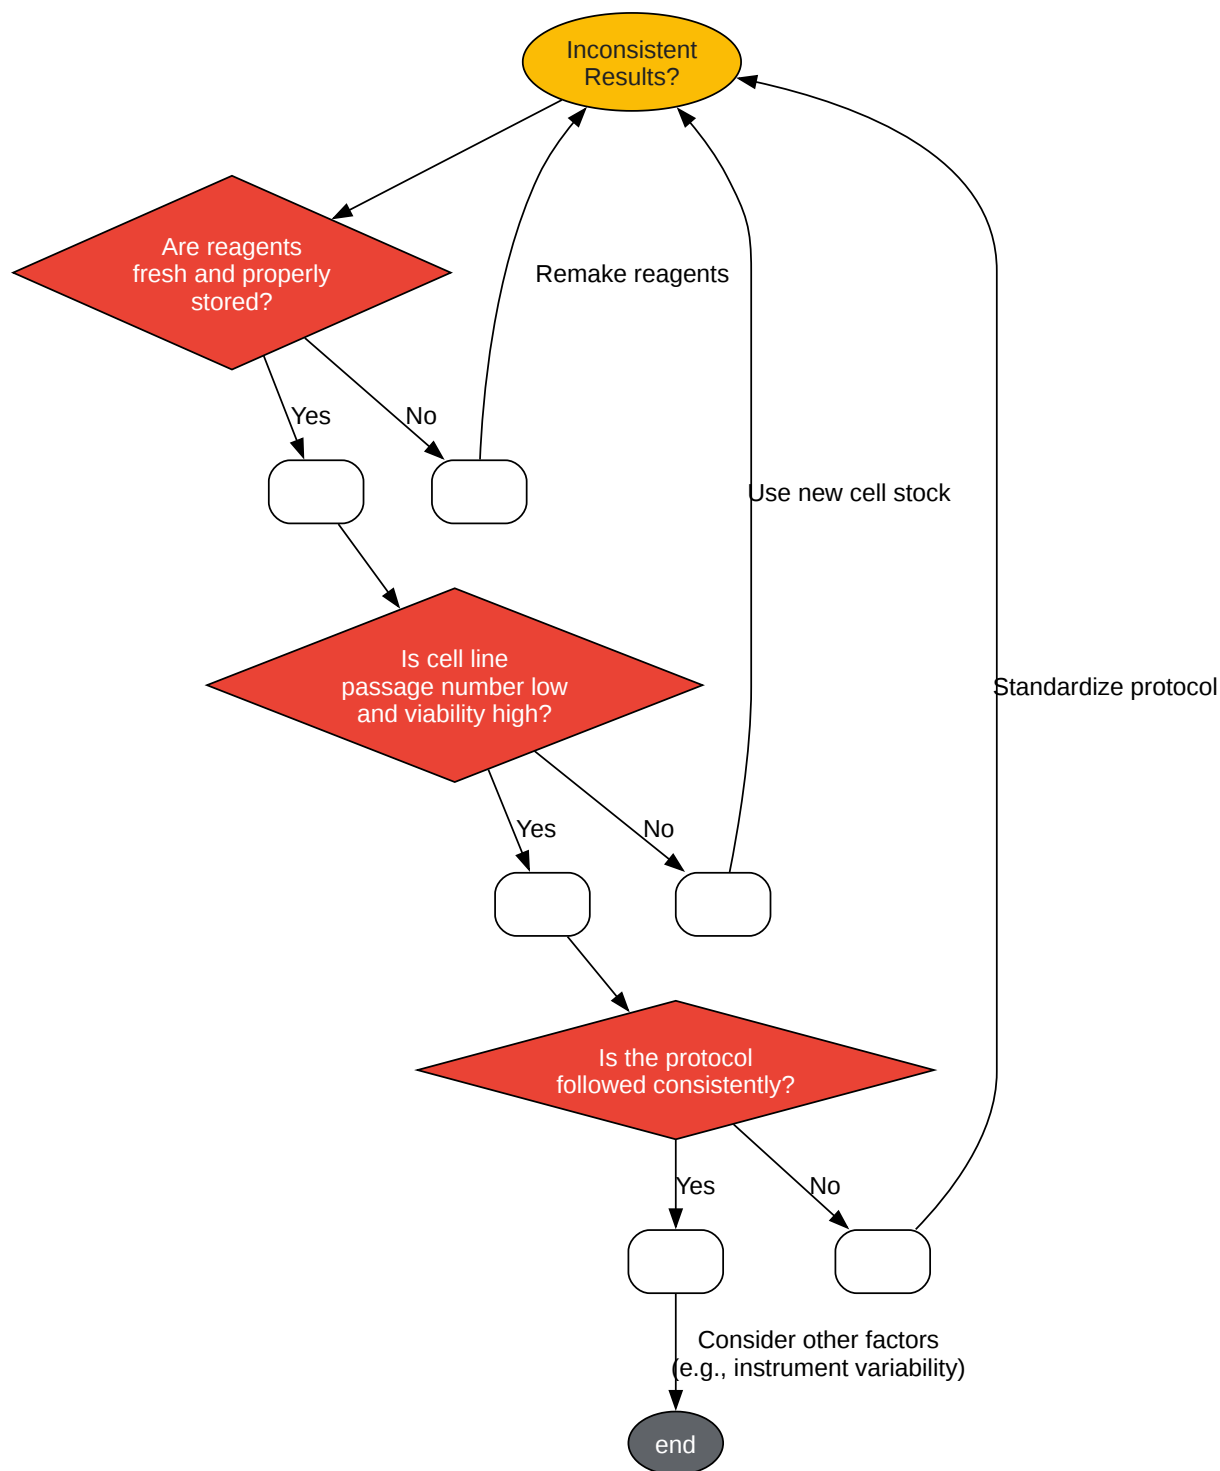 Inconsistent
Results?
Are reagents
fresh and properly
stored?
Remake reagents
Yes
No
Use new cell stock
Is cell line
passage number low
and viability high?
Standardize protocol
Yes
No
Is the protocol
followed consistently?
Yes
No
Consider other factors
(e.g., instrument variability)
end